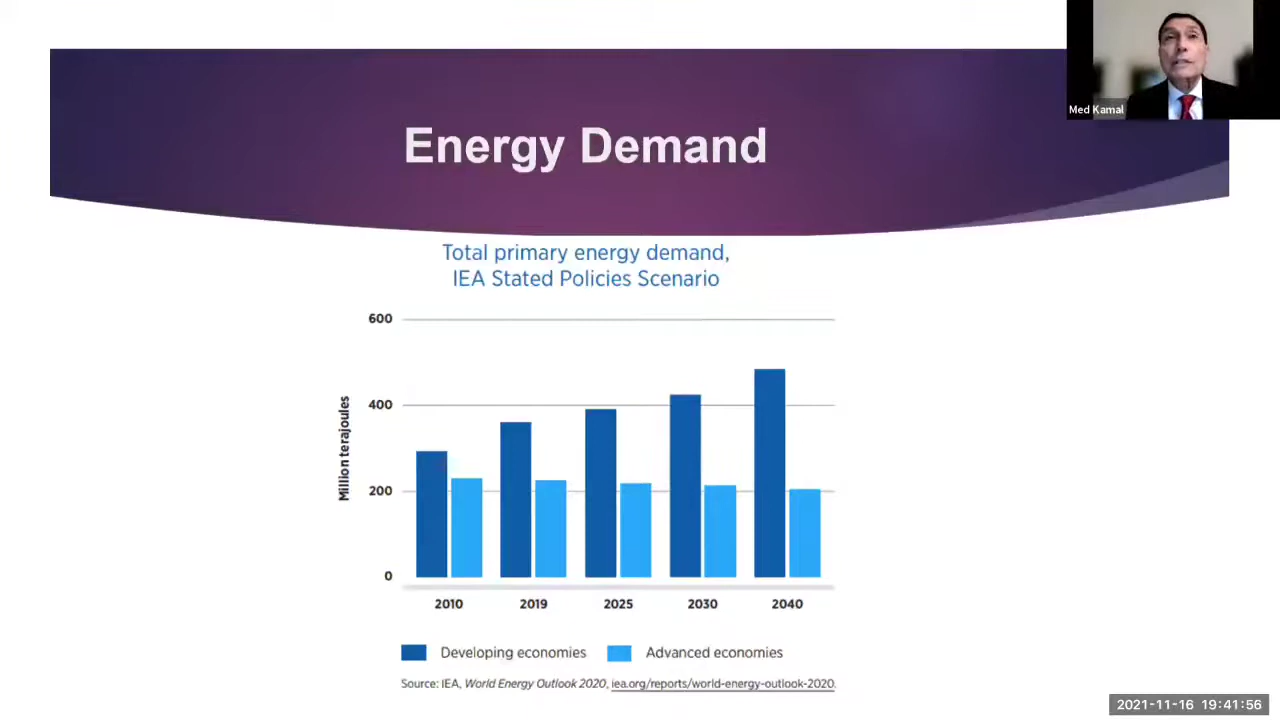 Med Kamal
Energy Demand
Total primary energy demand,
IEA Stated Policies Scenario
600
400
200
0
Million terajoules
2010 2019 2025 2030 2040
Developing economies Advanced economies
Source: IEA, World Energy Outlook 2020, iea.org/reports/world-energy-outlook-2020.
2021-11-16 19:41:56